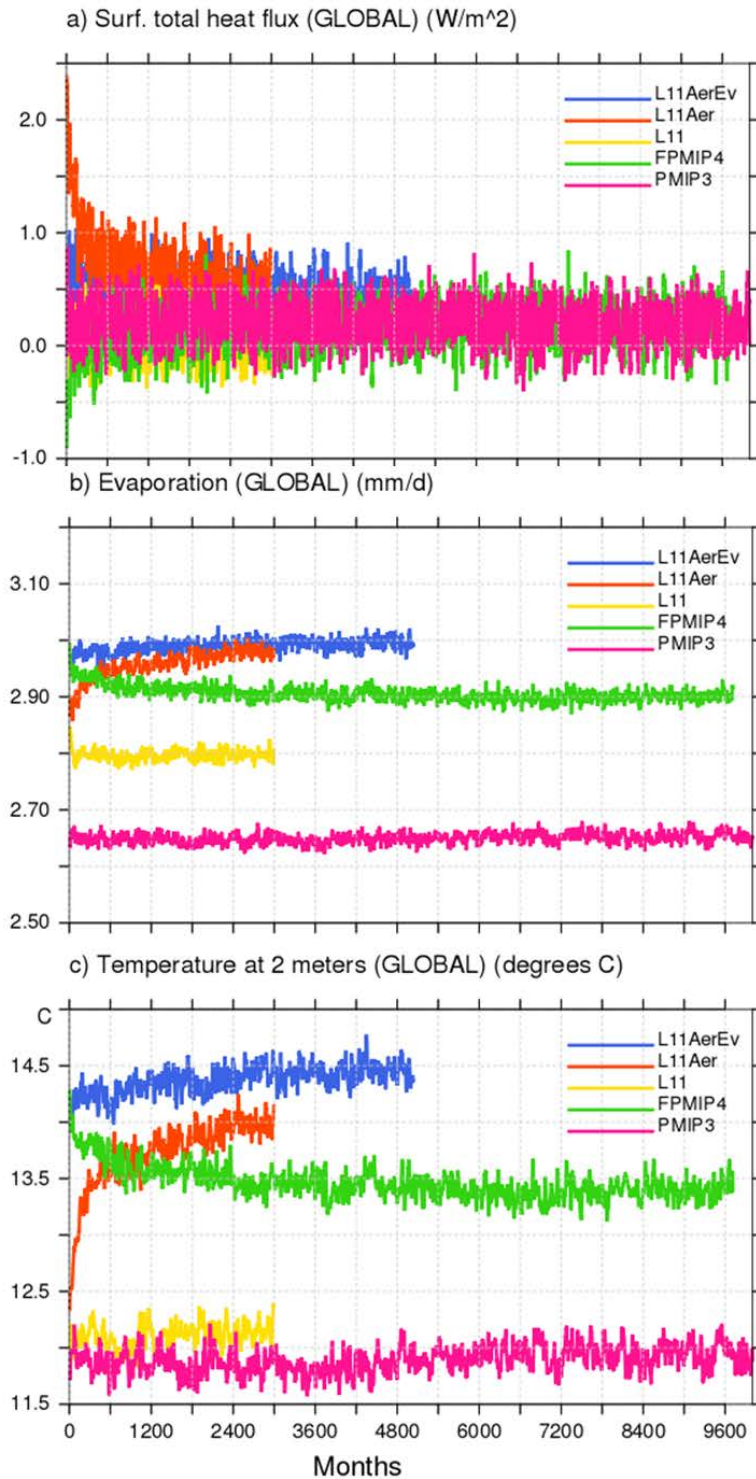 a) Surf. total heat flux (GLOBAL) (W/m^2)
L11AerEv
L11Aer
L11
FPMIP4
PMIP3
2.0
1.0
0.0
-1.0
b) Evaporation (GLOBAL) (mm/d)
L11AerEv
L11Aer
L11
FPMIP4
PMIP3
3.10
2.90
2.70
2.50
c) Temperature at 2 meters (GLOBAL) (degrees C)
C
L11AerEv
L11Aer
L11
FPMIP4
PMIP3
14.5
13.5
12.5
11.5
0 1200 2400 3600 4800 6000 7200 8400 9600
Months